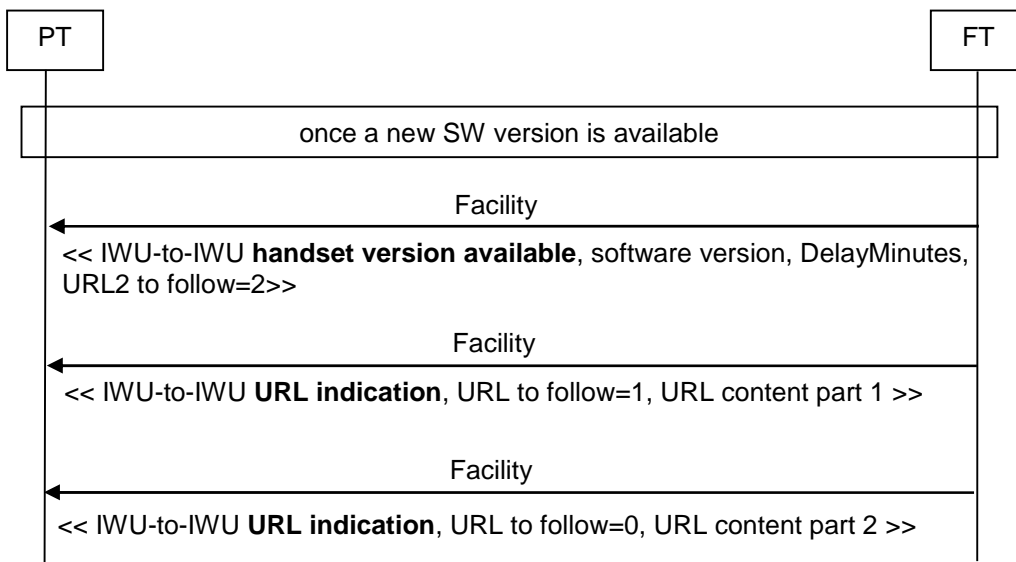 PT
FT
once a new SW version is available
Facility
<< IWU-to-IWU handset version available, software version, DelayMinutes,
URL2 to follow=2>>
Facility
<< IWU-to-IWU URL indication, URL to follow=1, URL content part 1 >>
Facility
<< IWU-to-IWU URL indication, URL to follow=0, URL content part 2 >>